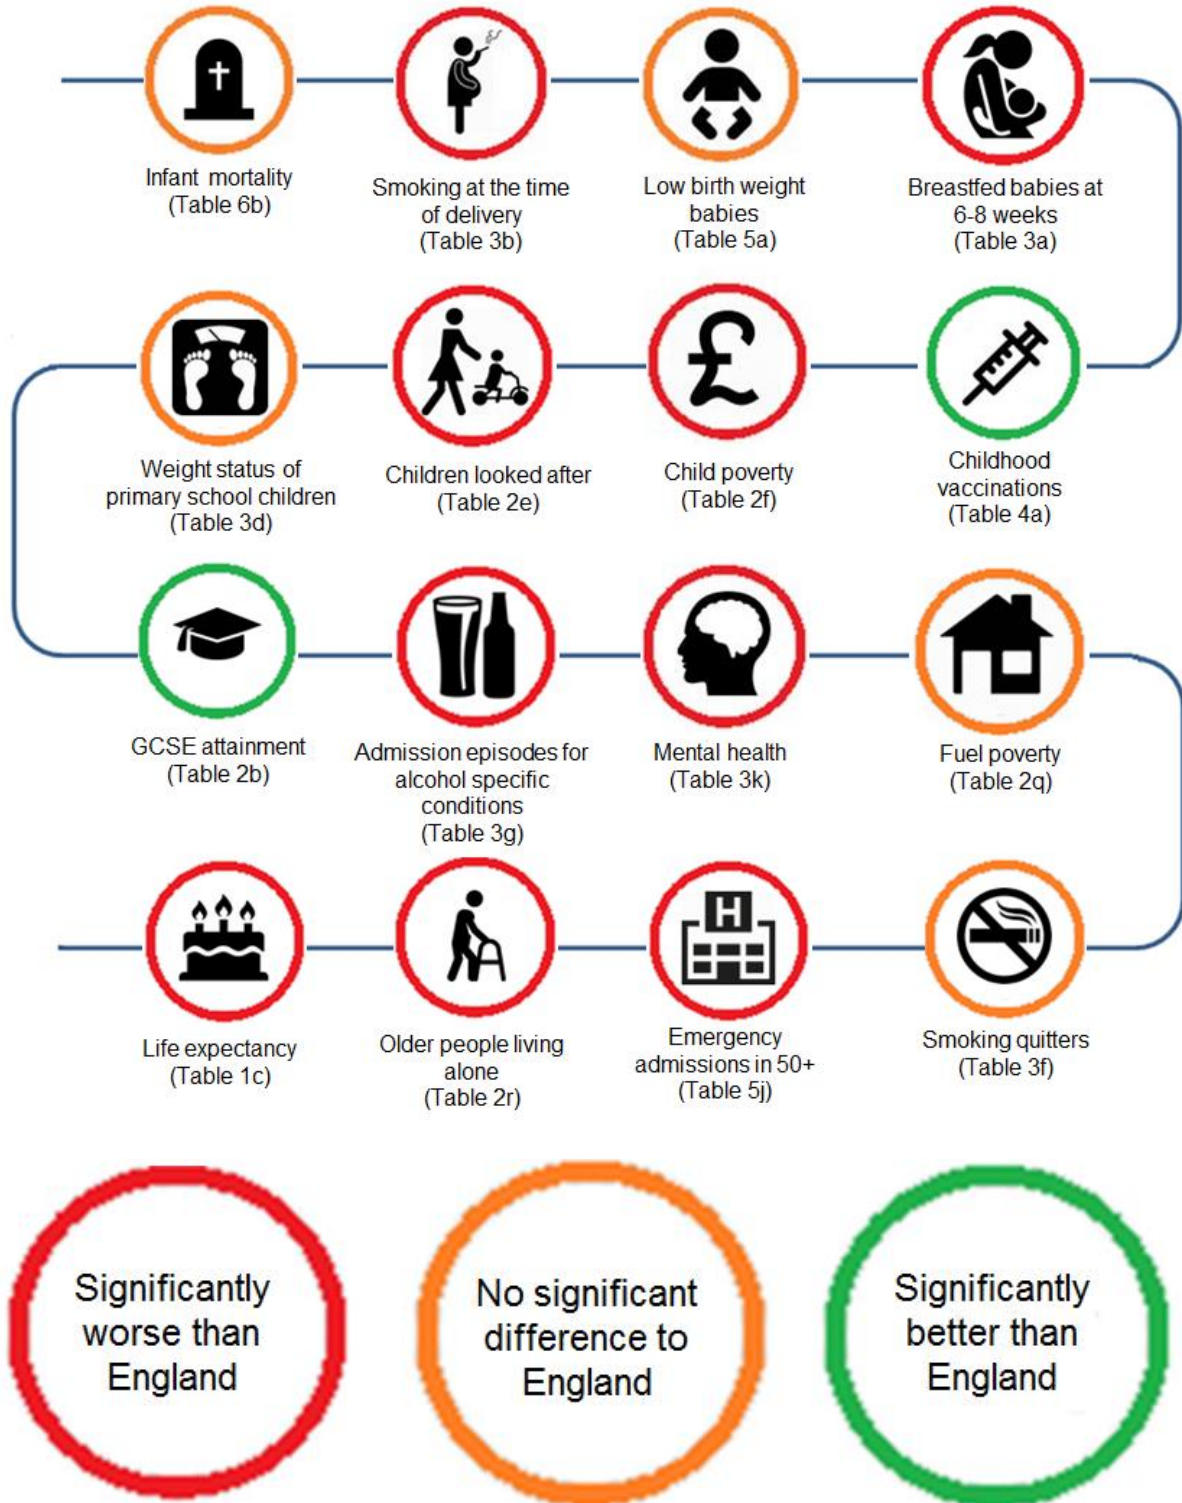 Infant mortality
(Table 6b)
Smoking at the time
of delivery
(Table 3b)
Low birth weight
babies
(Table 5a)
Breastfed babies at
6-8 weeks
(Table 3a)
Weight status of
primary school children
(Table 3d)
Children looked after
(Table 2e)
Child poverty
(Table 2f)
Childhood
vaccinations
(Table 4a)
GCSE attainment
(Table 2b)
Admission episodes for
alcohol specific
conditions
(Table 3g)
Mental health
(Table 3k)
Fuel poverty
(Table 2q)
H
Life expectancy
(Table 1c)
Older people living
alone
(Table 2r)
Emergency
admissions in 50+
(Table 5j)
Smoking quitters
(Table 3f)
Significantly
worse than
England
No significant
difference to
England
Significantly
better than
England